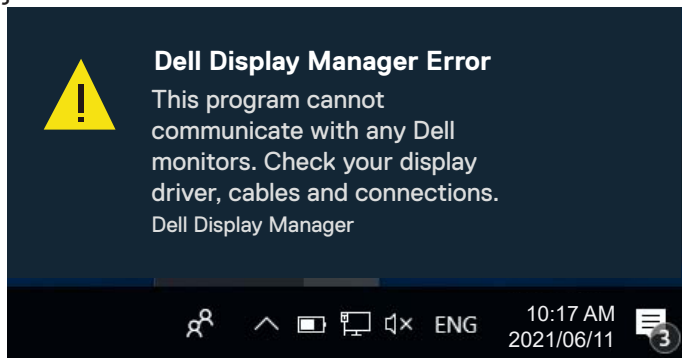 Dell Display Manager Error
This program cannot
communicate with any Dell
monitors. Check your display
driver, cables and connections.
Dell Display Manager
ENG
10:17 AM
2021/06/11
3